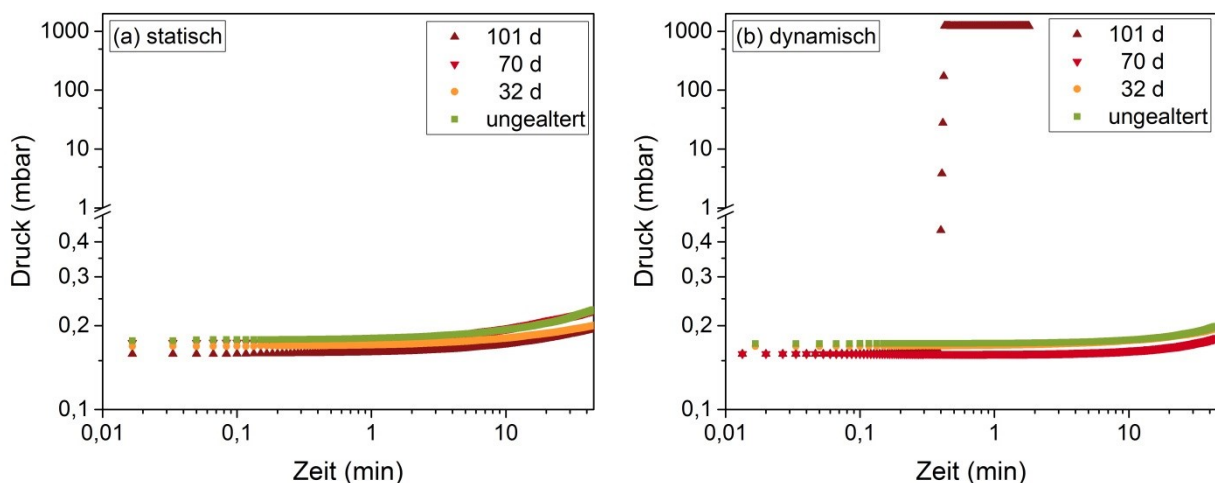 (a) statisch
101 d
70 d
32 d
ungealtert
Druck (mbar)
1000
100
10
1
0,4
0,3
0,2
0,1
0,01
0,1
1
10
Zeit (min)
(b) dynamisch
101 d
70 d
32 d
ungealtert
Druck (mbar)
1000
100
10
1
0,4
0,3
0,2
0,1
0,01
0,1
1
10
Zeit (min)